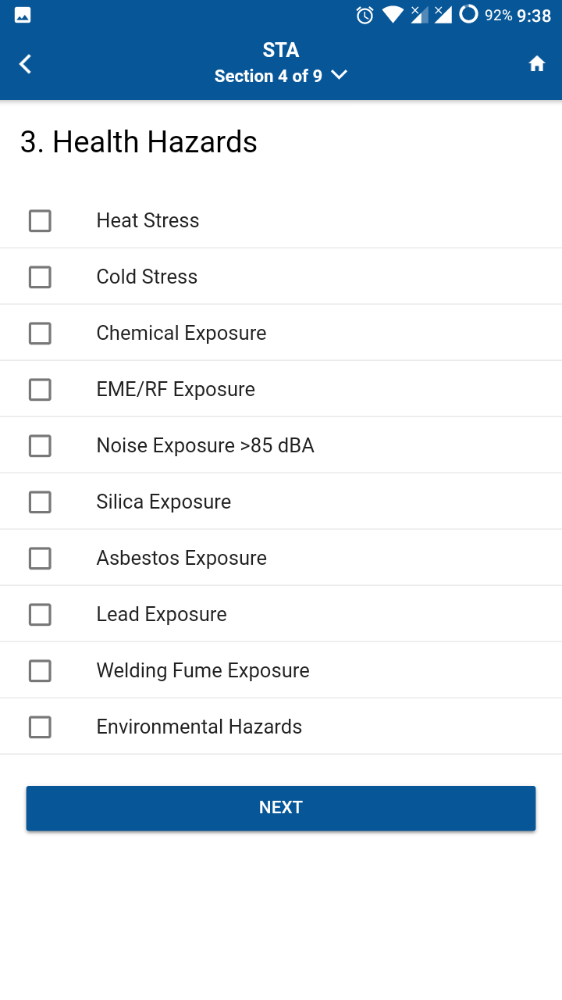 92% 9:38
STA
Section 4 of 9
3. Health Hazards
Heat Stress
Cold Stress
Chemical Exposure
EME/RF Exposure
Noise Exposure >85 dBA
Silica Exposure
Asbestos Exposure
Lead Exposure
Welding Fume Exposure
Environmental Hazards
NEXT